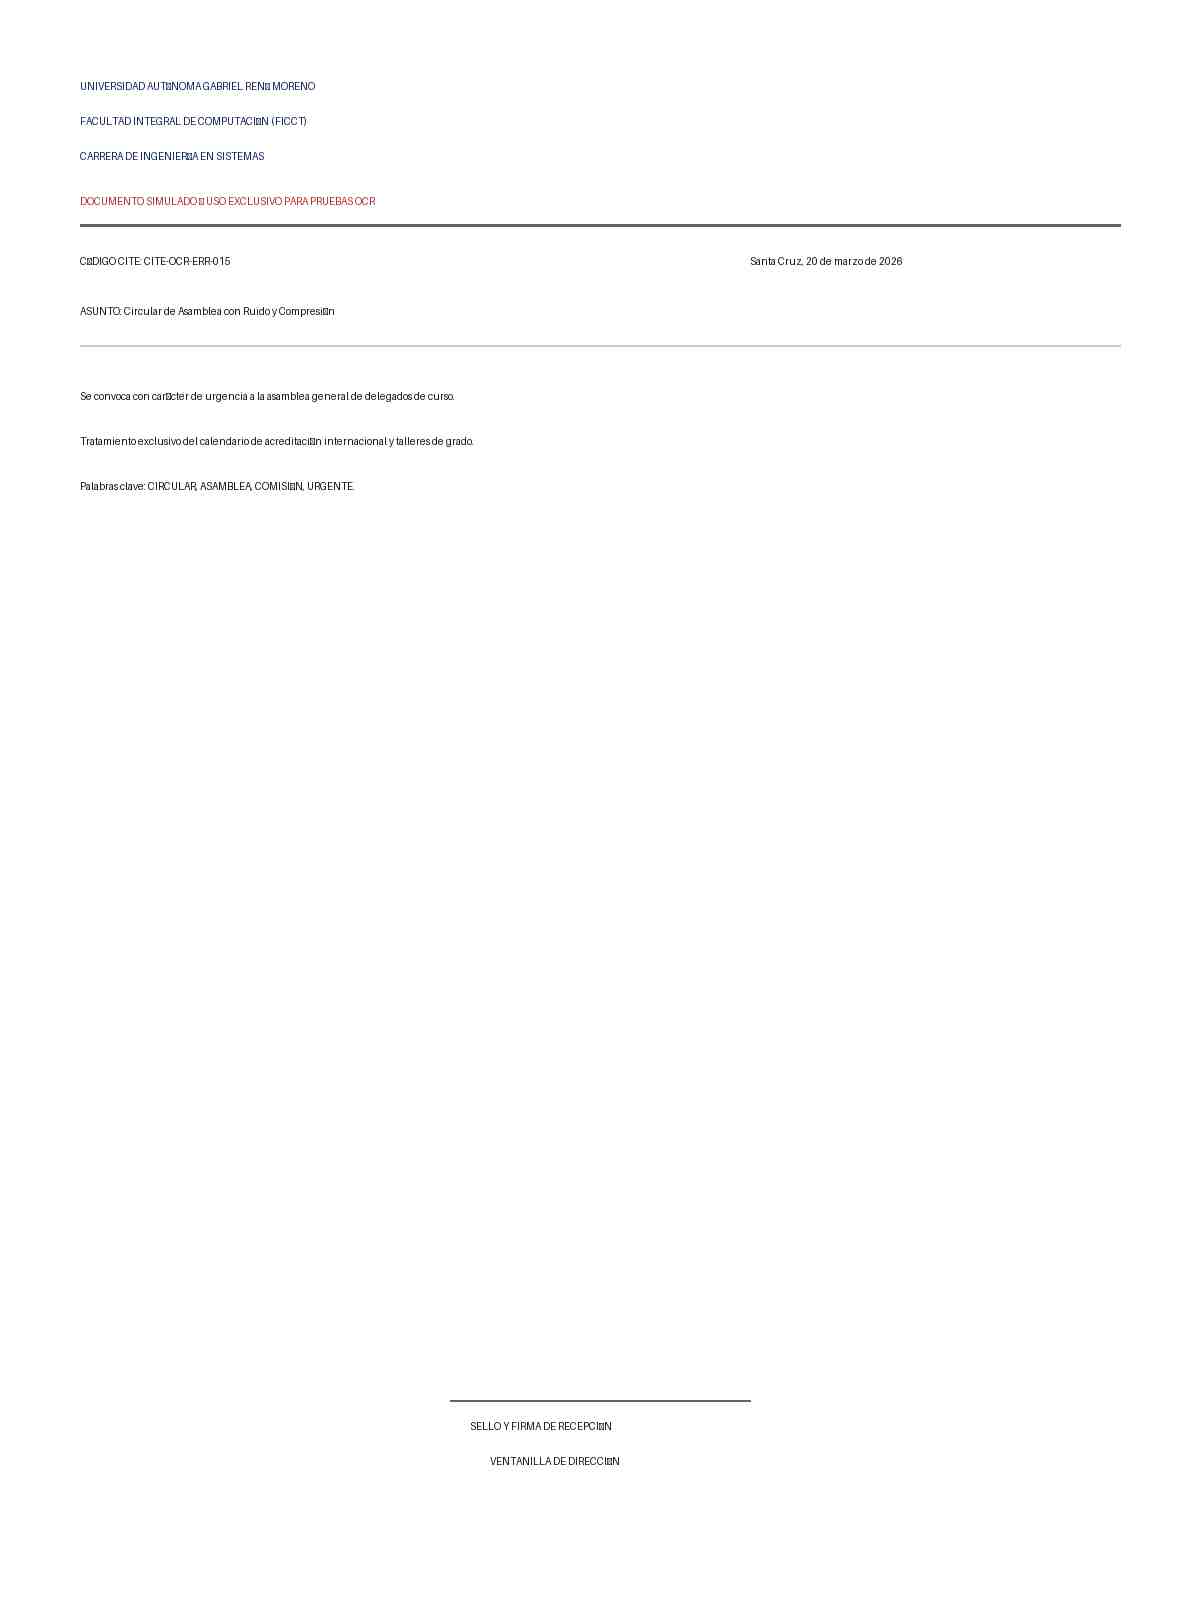 UNIVERSIDAD AUT▯NOMA GABRIEL REN▯ MORENO
FACULTAD INTEGRAL DE COMPUTACI▯N (FICCT)
CARRERA DE INGENIER▯A EN SISTEMAS
DOCUMENTO SIMULADO ▯ USO EXCLUSIVO PARA PRUEBAS OCR
C▯DIGO CITE: CITE-OCR-ERR-015 Santa Cruz, 20 de marzo de 2026
ASUNTO: Circular de Asamblea con Ruido y Compresi▯n
Se convoca con car▯cter de urgencia a la asamblea general de delegados de curso.
Tratamiento exclusivo del calendario de acreditaci▯n internacional y talleres de grado.
Palabras clave: CIRCULAR, ASAMBLEA, COMISI▯N, URGENTE.
SELLO Y FIRMA DE RECEPCI▯N
VENTANILLA DE DIRECCI▯N